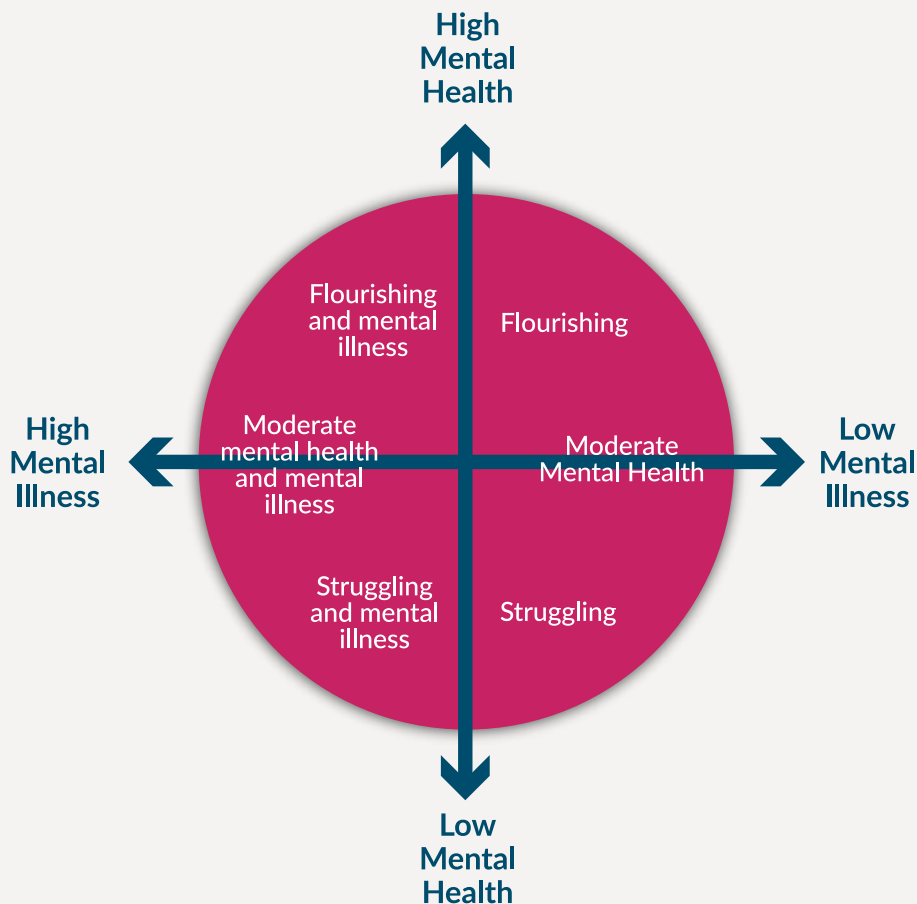 High
Mental
Health
Flourishing
and mental
illness
Flourishing
High
Mental
Illness
Moderate
mental health
and mental
illness
Moderate
Mental Health
Low
Mental
Illness
Struggling
and mental
illness
Struggling
Low
Mental
Health